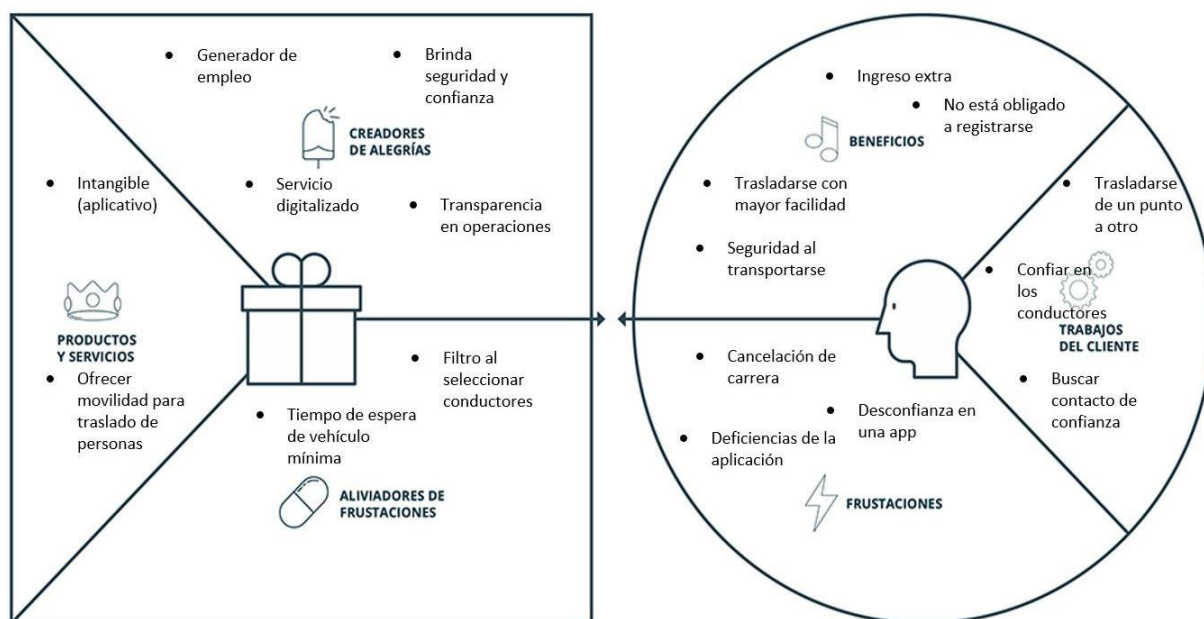 Generador de
empleo
Brinda
seguridad y
confianza
CREADORES
DE ALEGRÍAS
Intangible
(aplicativo)
Servicio
digitalizado
Transparencia
en operaciones
PRODUCTOS
Y SERVICIOS
Ofrecer
movilidad para
traslado de
personas
Filtro al
seleccionar
conductores
Tiempo de espera
de vehículo
mínima
ALIVIADORES DE
FRUSTACIONES
Ingreso extra
No está obligado
a registrarse
BENEFICIOS
Trasladarse con
mayor facilidad
Seguridad al
transportarse
Trasladarse
de un punto
a otro
Confiar en
los
conductores
TRABAJOS
DEL CLIENTE
Buscar
contacto de
confianza
Cancelación de
carrera
Desconfianza en
una app
Deficiencias de la
aplicación
FRUSTACIONES